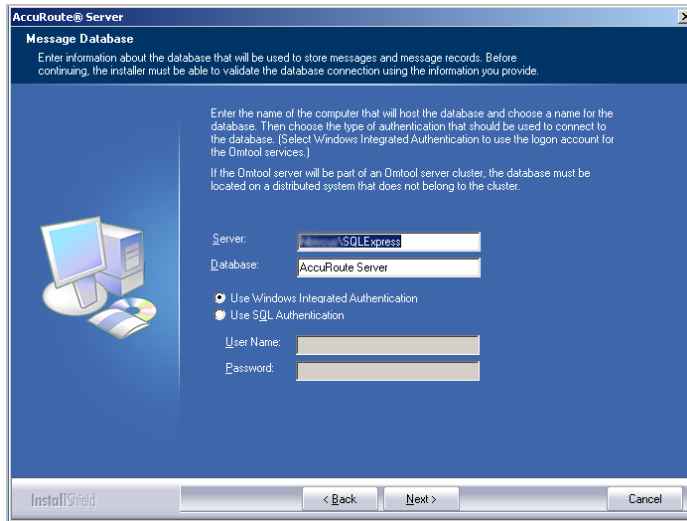 AccuRoute® Server
Message Database
Enter information about the database that will be used to store messages and message records. Before
continuing, the installer must be able to validate the database connection using the information you provide.
Enter the name of the computer that will host the database and choose a name for the
database. Then choose the type of authentication that should be used to connect to
the database. (Select Windows Integrated Authentication to use the logon account for
the Omtool services.)
If the Omtool server will be part of an Omtool server cluster, the database must be
located on a distributed system that does not belong to the cluster.
Server: \SQLExpress
Database: AccuRoute Server
Use Windows Integrated Authentication
Use SQL Authentication
User Name:
Password:
InstallShield
< Back Next > Cancel